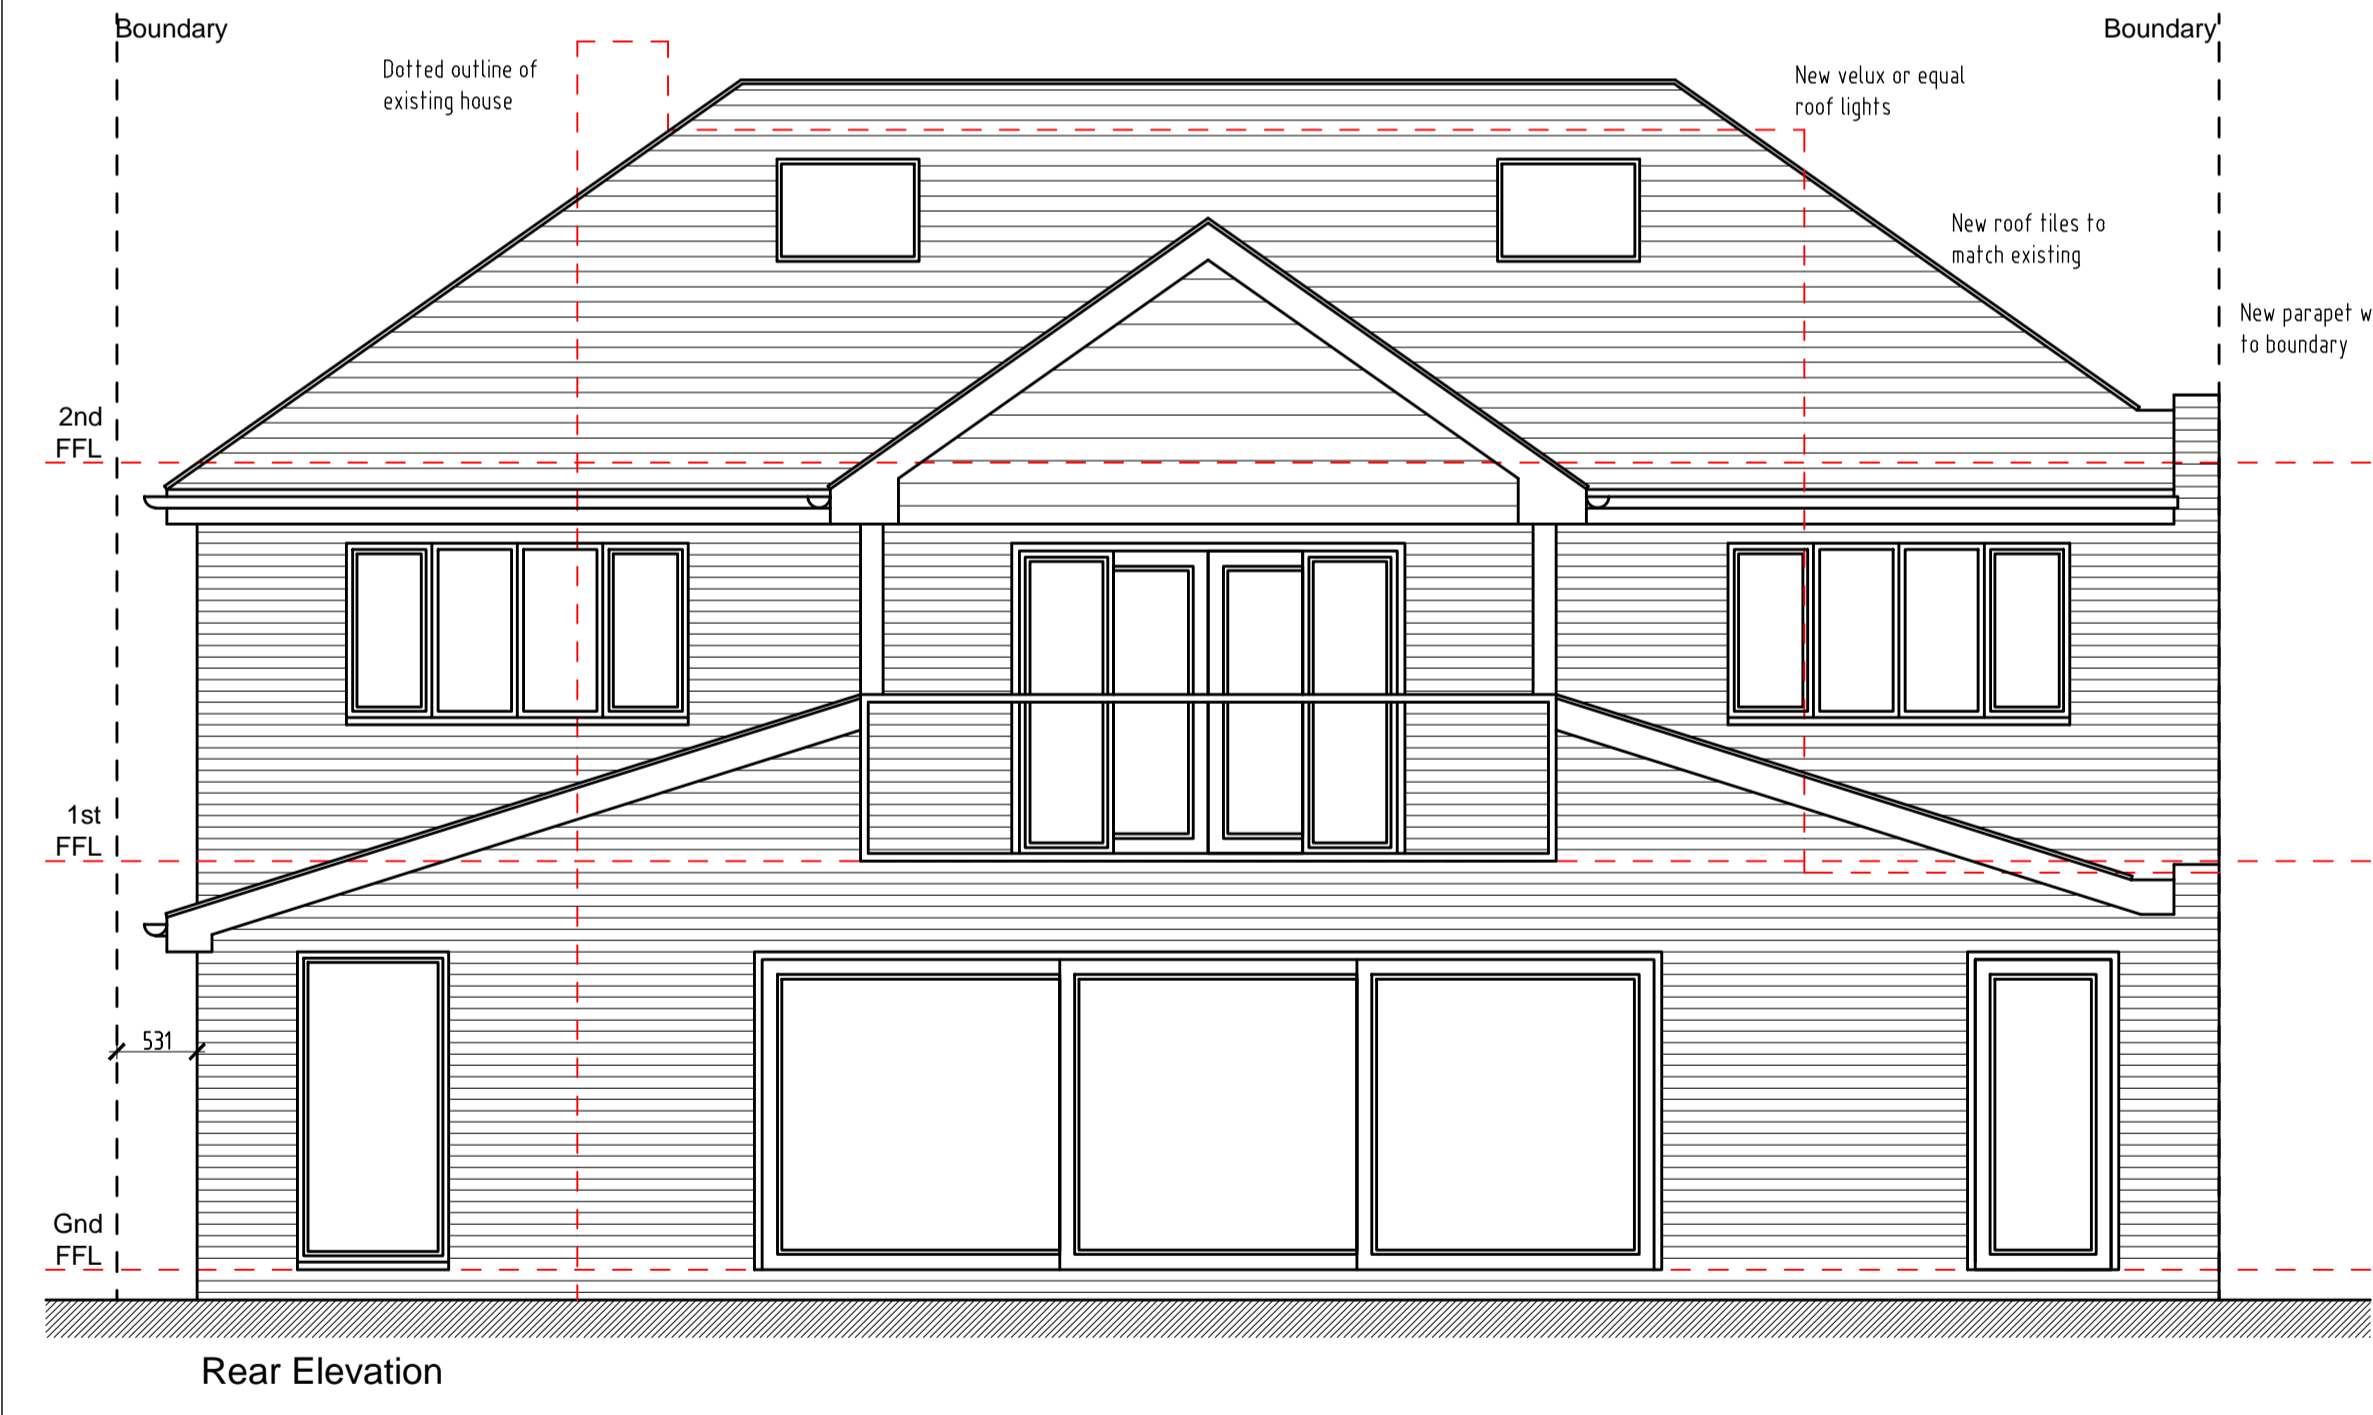 Boundary
Boundary
Dotted outline of
existing house
New velux or equal
roof lights
New roof tiles to
match existing
New parapet w
to boundary
2nd
FFL
1st
FFL
531
Gnd
FFL
Rear Elevation